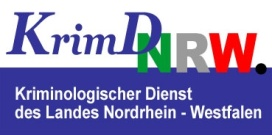 KrimD
NRW.
Kriminologischer Dienst
des Landes Nordrhein - Westfalen